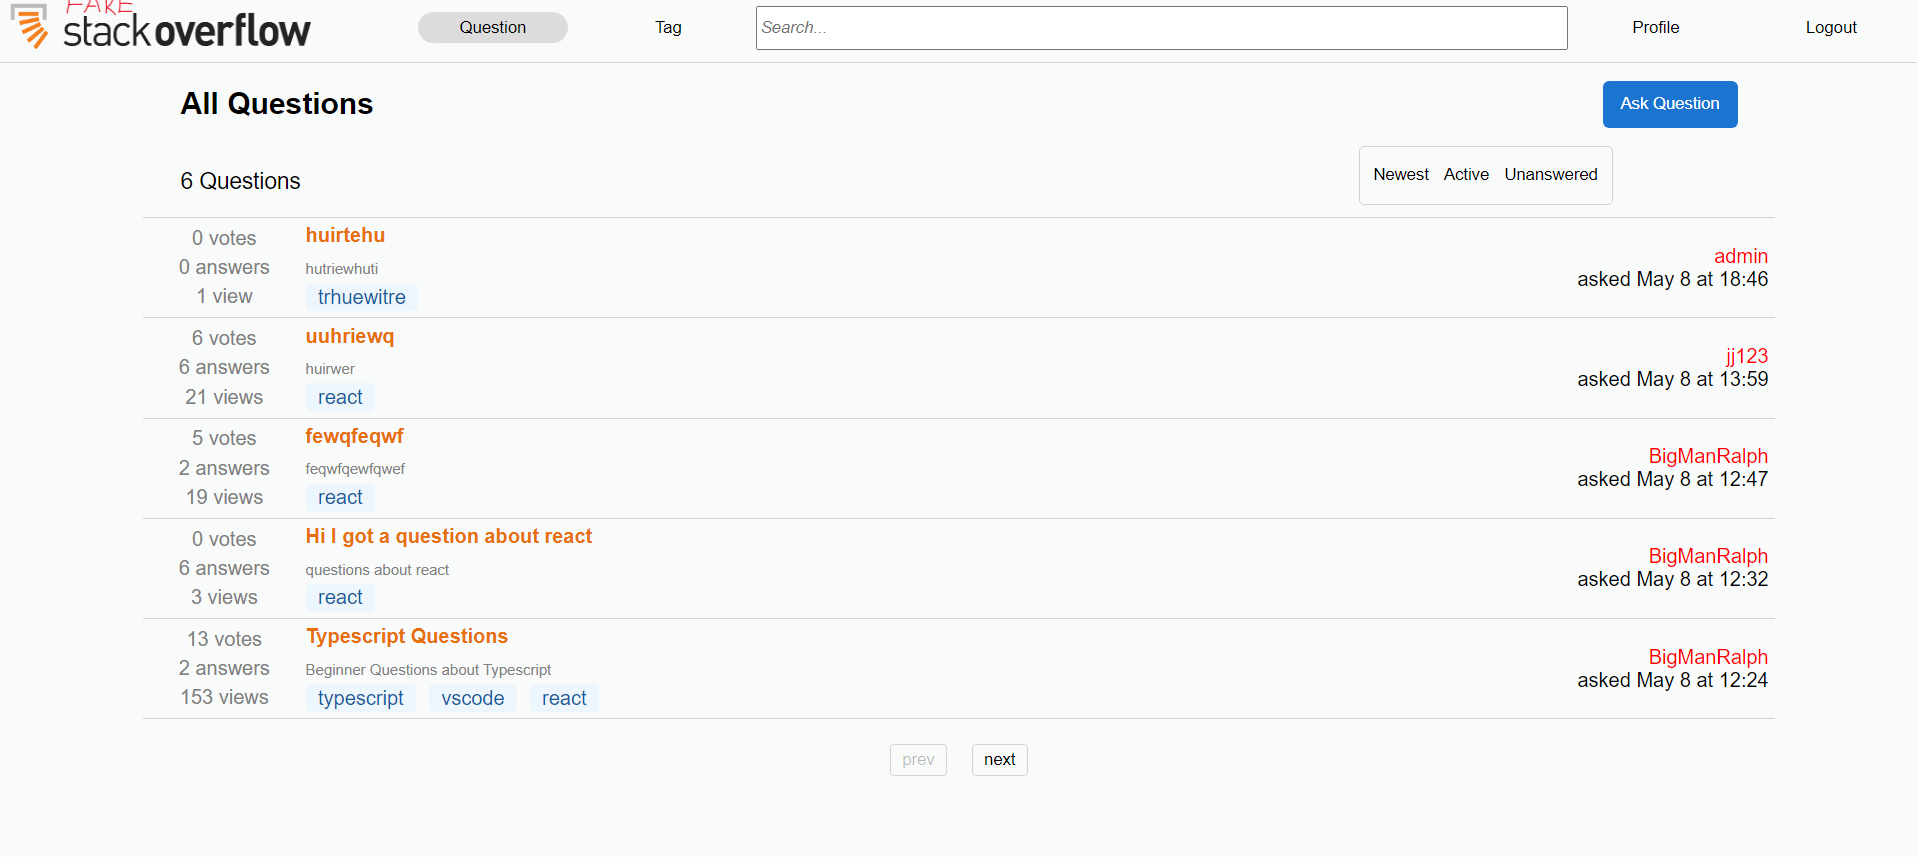 FAKE
stackoverflow Question Tag Search... Profile Logout
All Questions Ask Question
6 Questions Newest Active Unanswered
0 votes
0 answers
1 view
huirtehu
hutriewhuti
trhuewitre
admin
asked May 8 at 18:46
6 votes
6 answers
21 views
uuhriewq
huirwer
react
jj123
asked May 8 at 13:59
5 votes
2 answers
19 views
fewqfeqwf
feqwfqewfqwef
react
BigManRalph
asked May 8 at 12:47
0 votes
6 answers
3 views
Hi I got a question about react
questions about react
react
BigManRalph
asked May 8 at 12:32
13 votes
2 answers
153 views
Typescript Questions
Beginner Questions about Typescript
typescript vscode react
BigManRalph
asked May 8 at 12:24
prev next